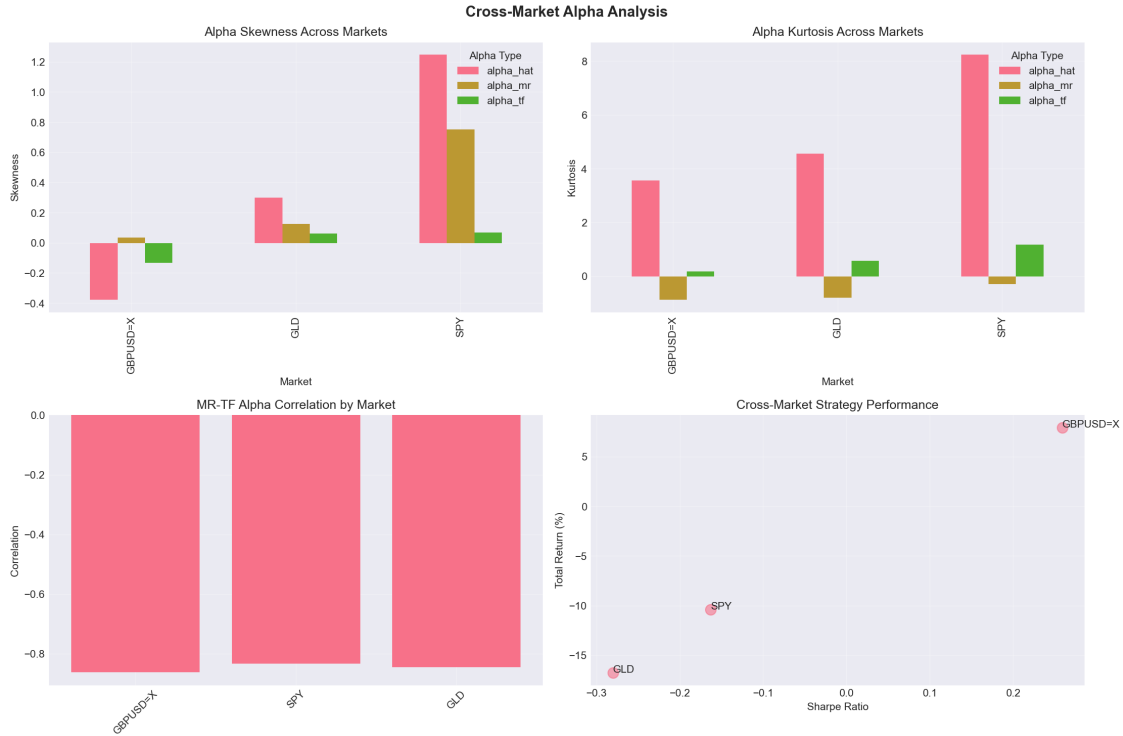 Cross-Market Alpha Analysis
Alpha Skewness Across Markets
Skewness
1.2
1.0
0.8
0.6
0.4
0.2
0.0
−0.2
−0.4
Alpha Type
alpha_hat
alpha_mr
alpha_tf
GBPUSD=X
GLD
SPY
Market
Alpha Kurtosis Across Markets
Kurtosis
8
6
4
2
0
Alpha Type
alpha_hat
alpha_mr
alpha_tf
GBPUSD=X
GLD
SPY
Market
MR-TF Alpha Correlation by Market
Correlation
0.0
−0.2
−0.4
−0.6
−0.8
GBPUSD=X
SPY
GLD
Cross-Market Strategy Performance
Total Return (%)
5
0
−5
−10
−15
GBPUSD=X
SPY
GLD
−0.3
−0.2
−0.1
0.0
0.1
0.2
Sharpe Ratio